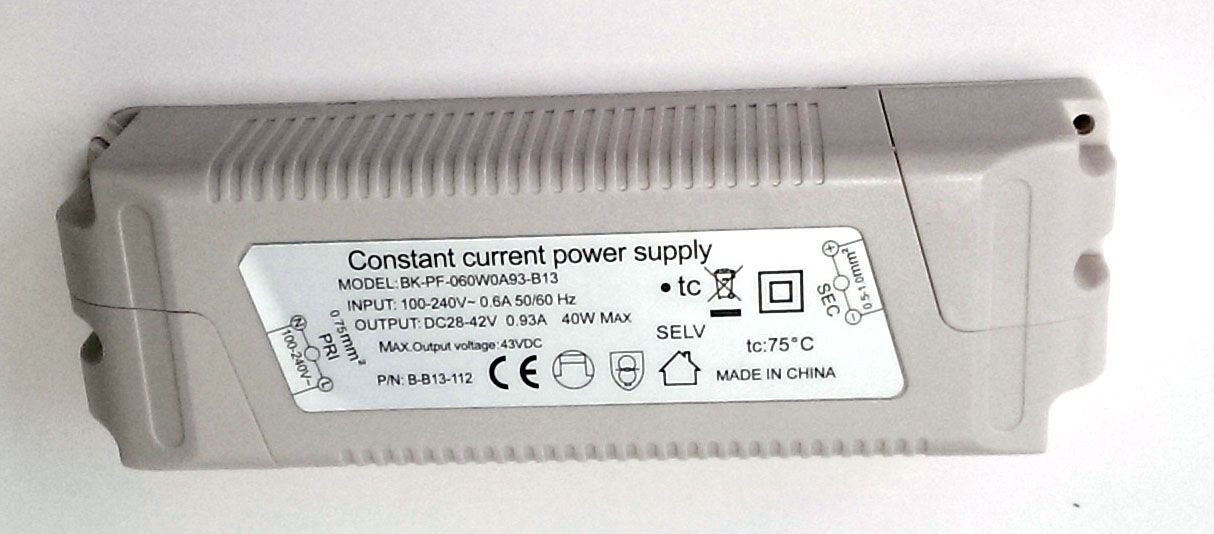 Constant current power supply
MODEL: BK-PF-060W0A93-B13
INPUT: 100-240V~ 0.6A 50/60 Hz
OUTPUT: DC28-42V 0.93A 40W MAX
MAX.Output voltage:43VDC
P/N: B-B13-112
CE
SELV
• tc
tc:75°C
MADE IN CHINA
N
PRI
L
100-240V~
0.75mm²
+
SEC
−
0.5-1.0mm²